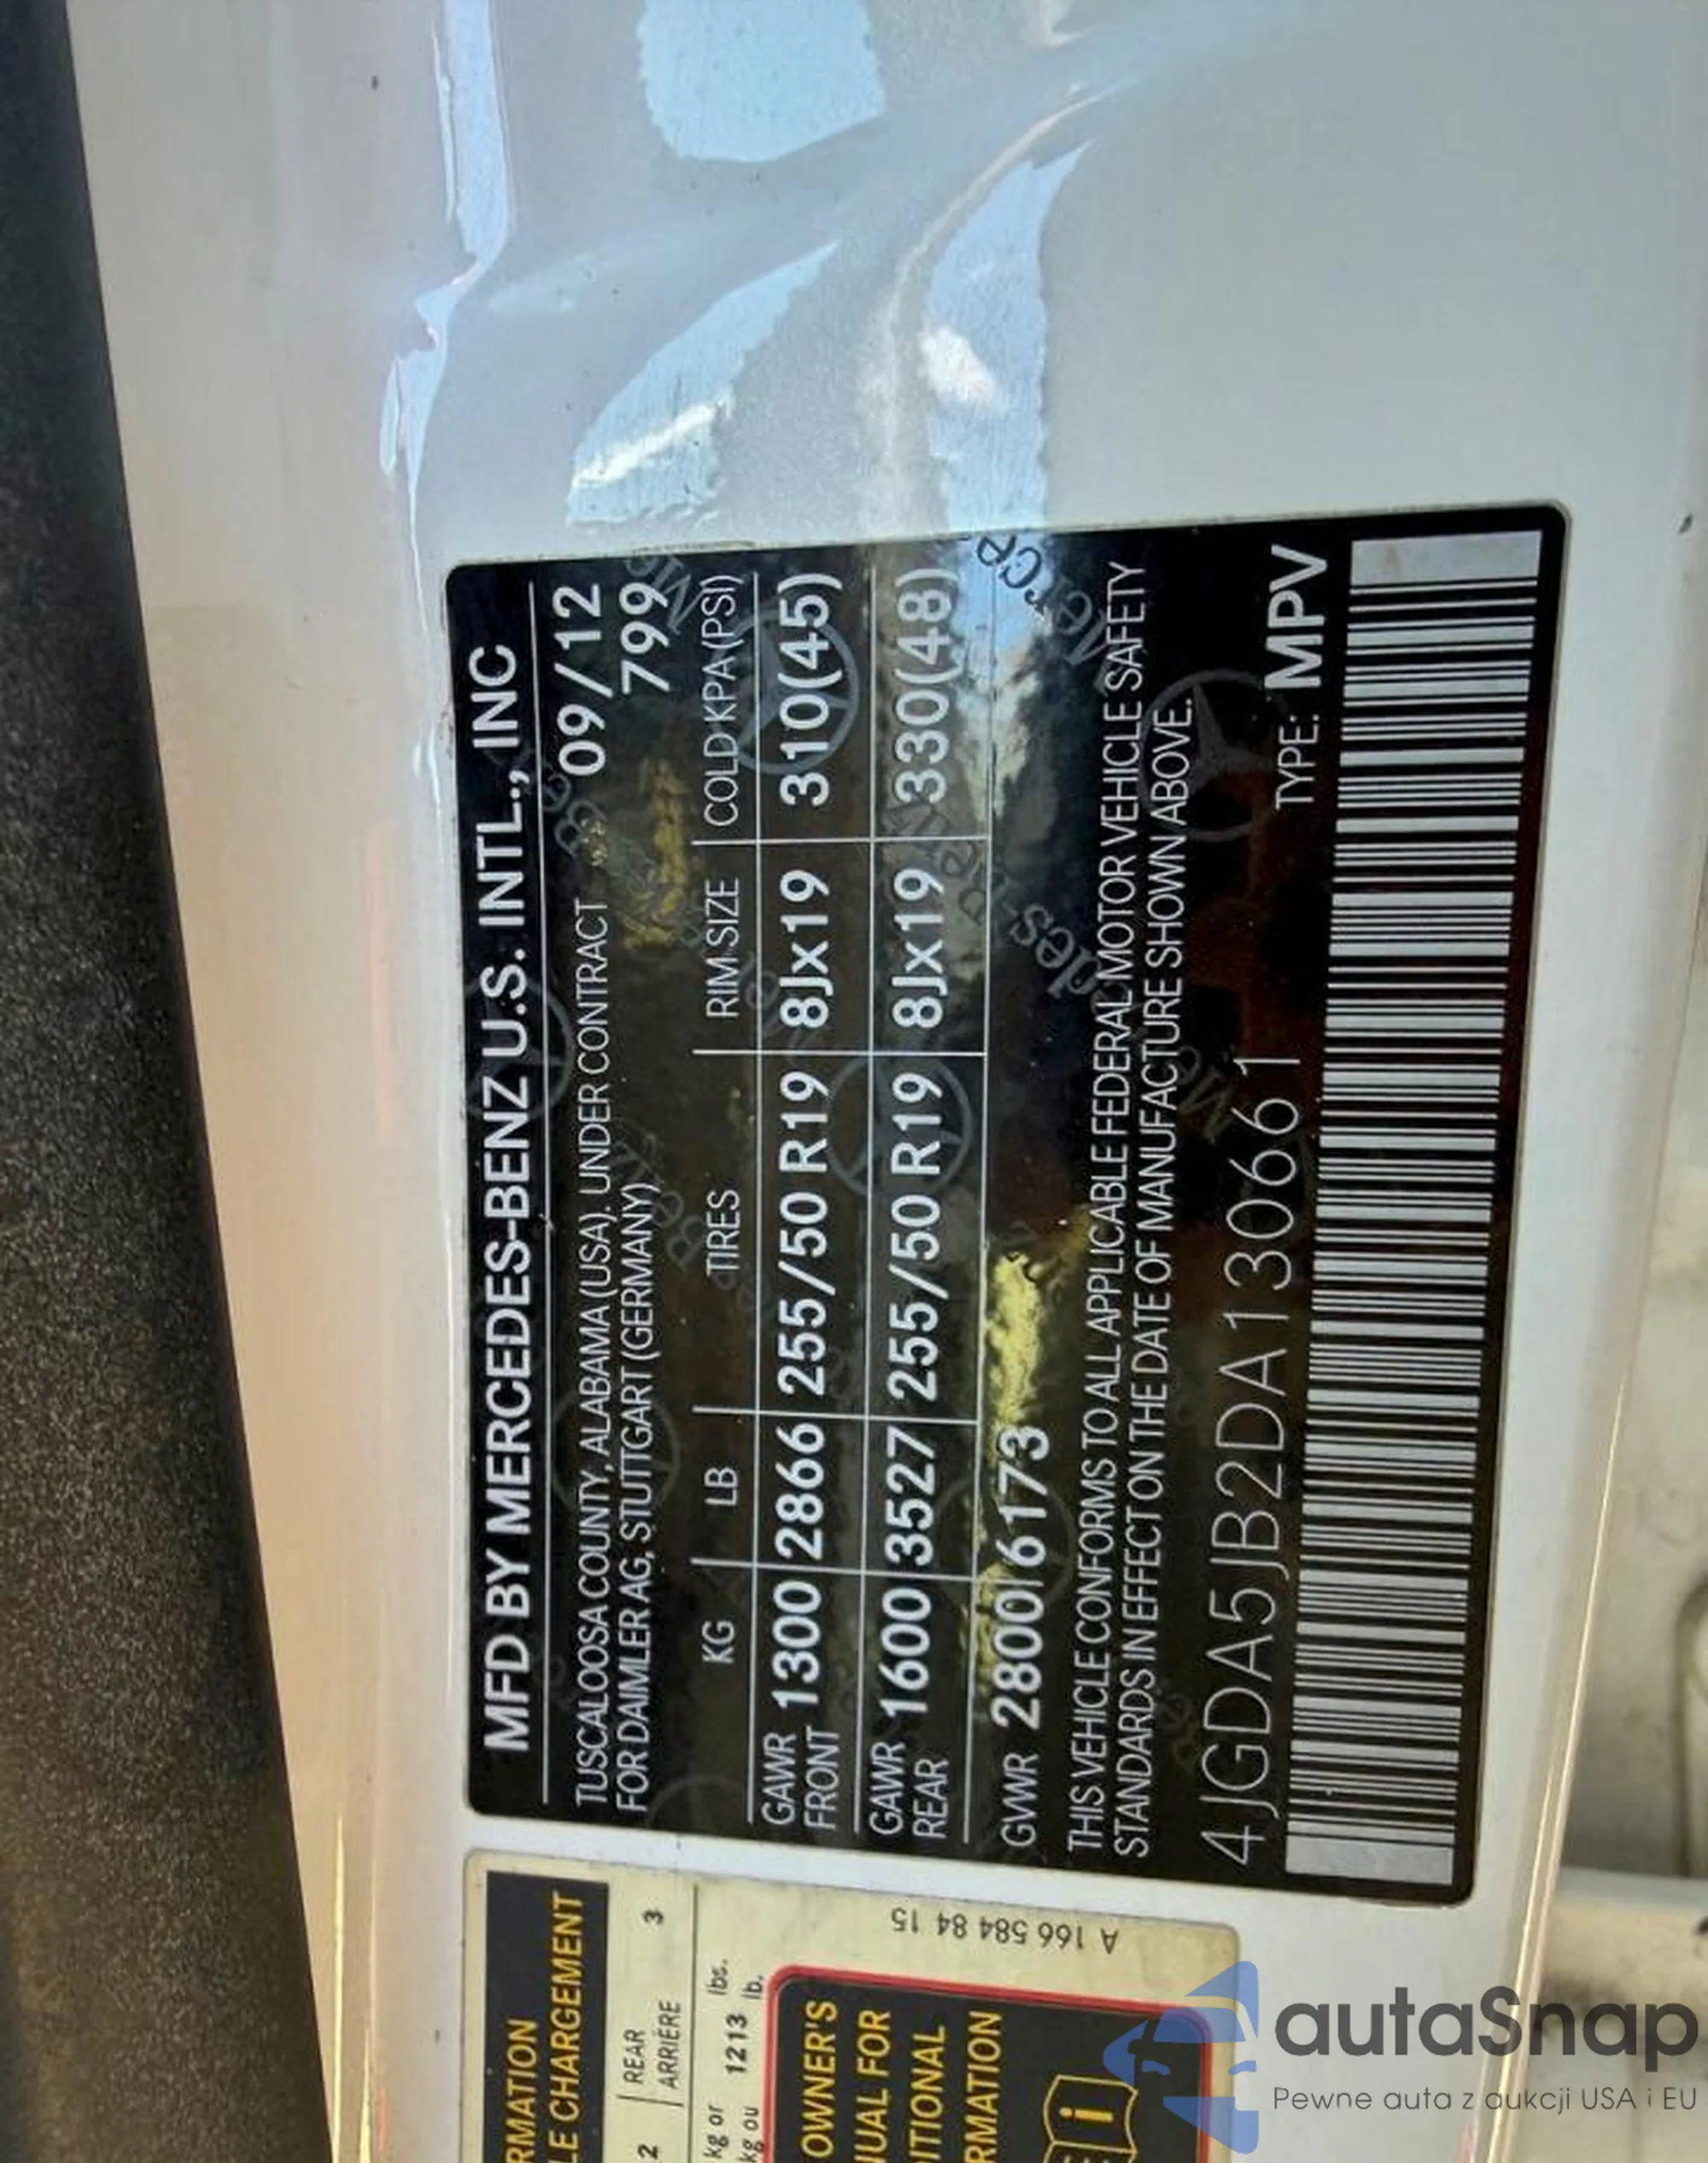 MFD BY MERCEDES-BENZ U.S. INTL., INC
TUSCALOOSA COUNTY, ALABAMA (USA), UNDER CONTRACT 09/12
FOR DAIMLER AG, STUTTGART (GERMANY) 799
KG LB TIRES RIM SIZE COLD KPA (PSI)
GAWR FRONT 1300 2866 255/50 R19 8Jx19 310(45)
GAWR REAR 1600 3527 255/50 R19 8Jx19 330(48)
GVWR 2800 6173
THIS VEHICLE CONFORMS TO ALL APPLICABLE FEDERAL MOTOR VEHICLE SAFETY
STANDARDS IN EFFECT ON THE DATE OF MANUFACTURE SHOWN ABOVE.
4JGDA5JB2DA130661 TYPE: MPV
RMATION
LE CHARGEMENT
2 REAR 3
ARRIÈRE
kg or lbs.
kg ou 1213 lb.
OWNER'S
UAL FOR
ITIONAL
RMATION
i
A 166 584 84 15
autaSnap
Pewne auta z aukcji USA i EU